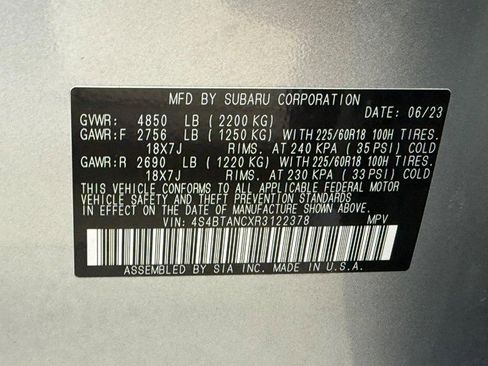 MFD BY SUBARU CORPORATION
DATE: 06/23
GVWR: 4850 LB (2200 KG)
GAWR:F 2756 LB (1250 KG) WITH 225/60R18 100H TIRES.
18X7J RIMS. AT 240 KPA (35 PSI) COLD
GAWR:R 2690 LB (1220 KG) WITH 225/60R18 100H TIRES.
18X7J RIMS. AT 230 KPA (33 PSI) COLD
THIS VEHICLE CONFORMS TO ALL APPLICABLE FEDERAL MOTOR
VEHICLE SAFETY AND THEFT PREVENTION STANDARDS
IN EFFECT ON THE DATE OF MANUFACTURE SHOWN ABOVE.
VIN: 4S4BTANCXR3122378 MPV
ASSEMBLED BY SIA INC. MADE IN U.S.A.